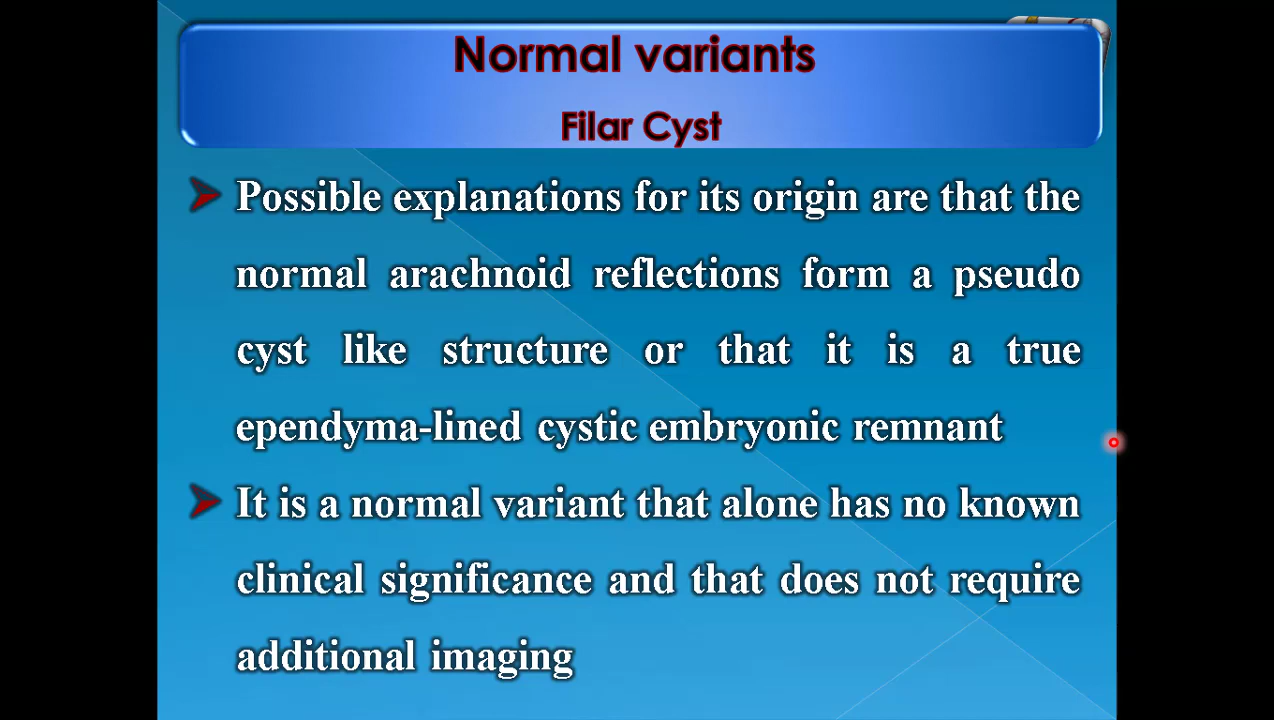 Normal variants
Filar Cyst
Possible explanations for its origin are that the
normal arachnoid reflections form a pseudo
cyst like structure or that it is a true
ependyma-lined cystic embryonic remnant
It is a normal variant that alone has no known
clinical significance and that does not require
additional imaging